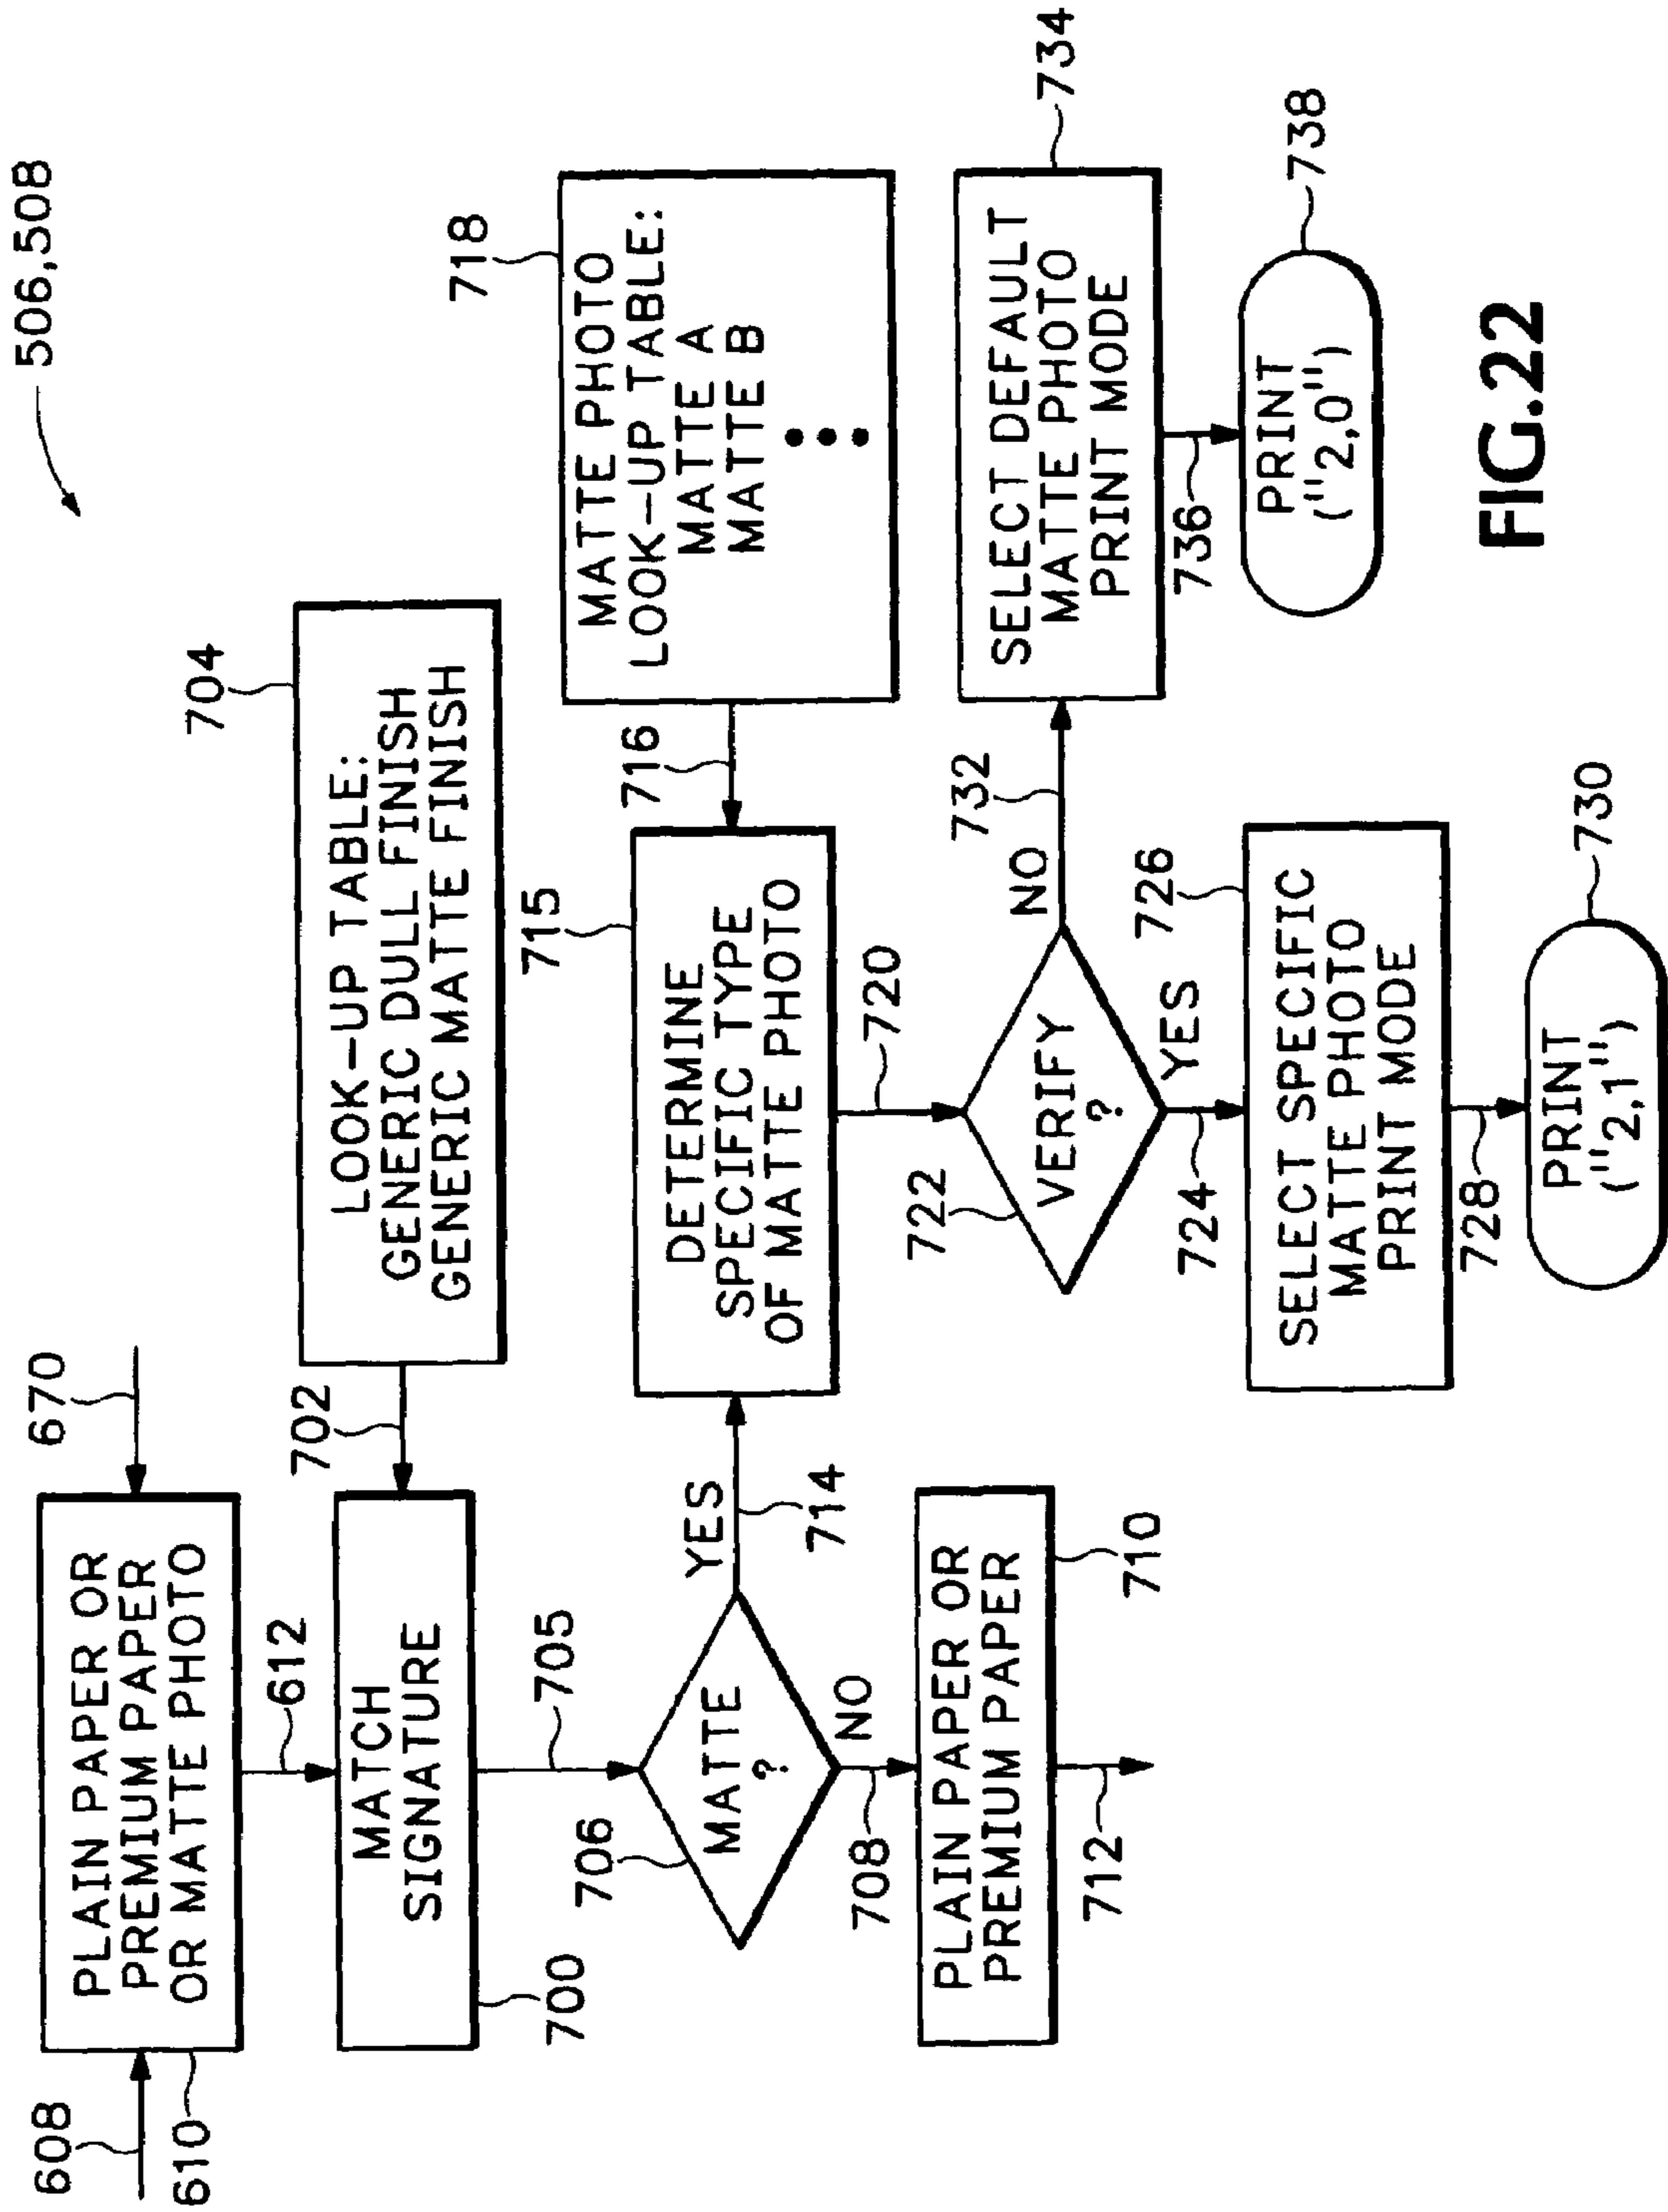 506,508
608
610
670
PLAIN PAPER OR
PREMIUM PAPER
OR MATTE PHOTO
612
704
LOOK-UP TABLE:
GENERIC DULL FINISH
GENERIC MATTE FINISH
702
MATCH
SIGNATURE
700
705
706
MATTE
?
YES
714
NO
708
PLAIN PAPER OR
PREMIUM PAPER
710
712
715
DETERMINE
SPECIFIC TYPE
OF MATTE PHOTO
716
718
MATTE PHOTO
LOOK-UP TABLE:
MATTE A
MATTE B
720
722
VERIFY
?
NO
732
YES
724
726
SELECT SPECIFIC
MATTE PHOTO
PRINT MODE
728
PRINT
("2,1")
730
734
SELECT DEFAULT
MATTE PHOTO
PRINT MODE
736
PRINT
("2,0")
738
FIG.22